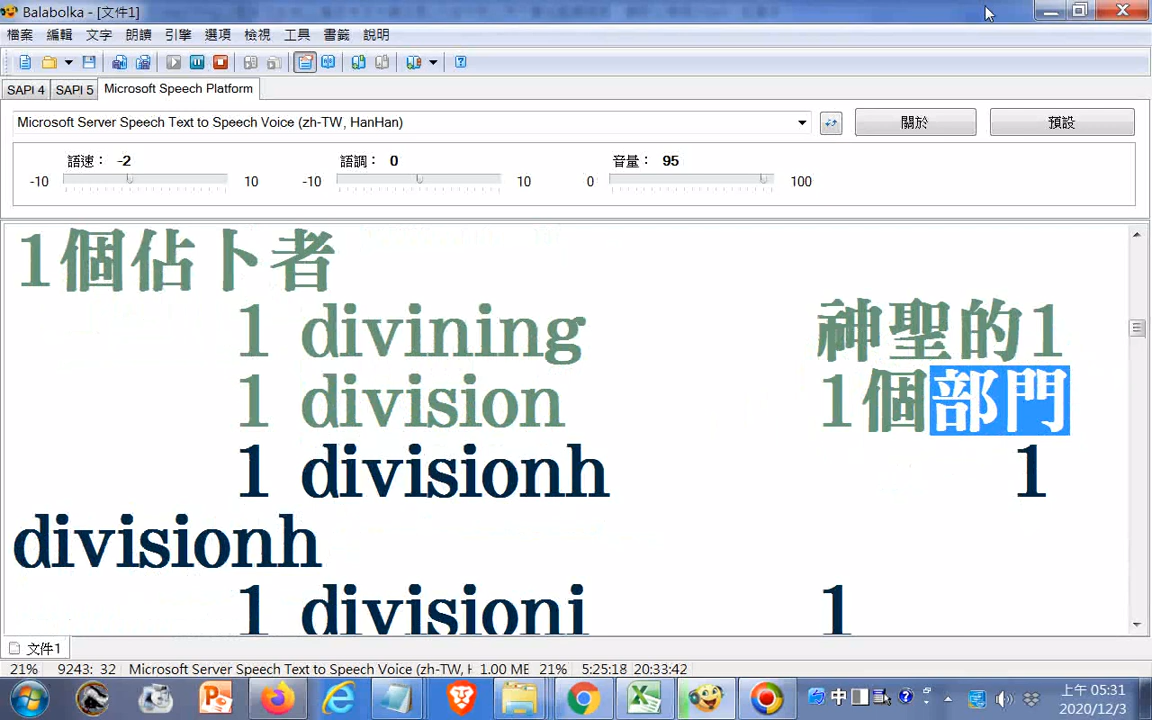 Balabolka - [文件1]
檔案 編輯 文字 朗讀 引擎 選項 檢視 工具 書籤 說明
SAPI 4 SAPI 5 Microsoft Speech Platform
Microsoft Server Speech Text to Speech Voice (zh-TW, HanHan) 關於 預設
語速： -2 語調： 0 音量： 95
-10 10 -10 10 0 100
1個佔卜者
1 divining 神聖的1
1 division 1個部門
1 divisionh 1
divisionh
1 divisioni 1
文件1
21% 9243: 32 Microsoft Server Speech Text to Speech Voice (zh-TW, H 1.00 ME 21% 5:25:18 20:33:42
中 上午 05:31
2020/12/3